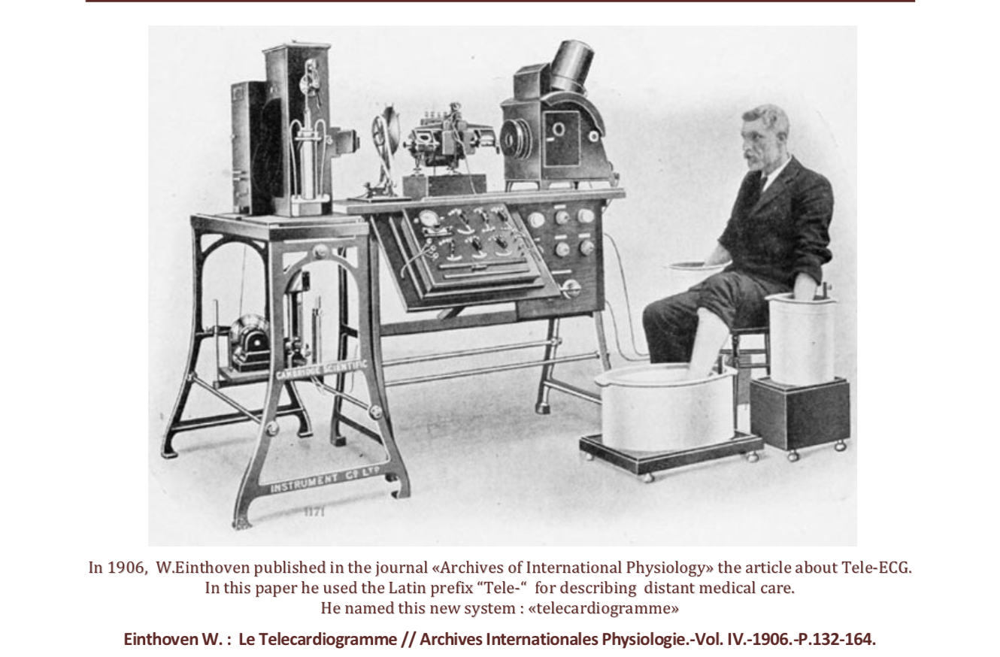 CAMBRIDGE SCIENTIFIC
INSTRUMENT Cº LTD
1171
In 1906, W.Einthoven published in the journal «Archives of International Physiology» the article about Tele-ECG.
In this paper he used the Latin prefix “Tele-“ for describing distant medical care.
He named this new system : «telecardiogramme»
Einthoven W. : Le Telecardiogramme // Archives Internationales Physiologie.-Vol. IV.-1906.-P.132-164.